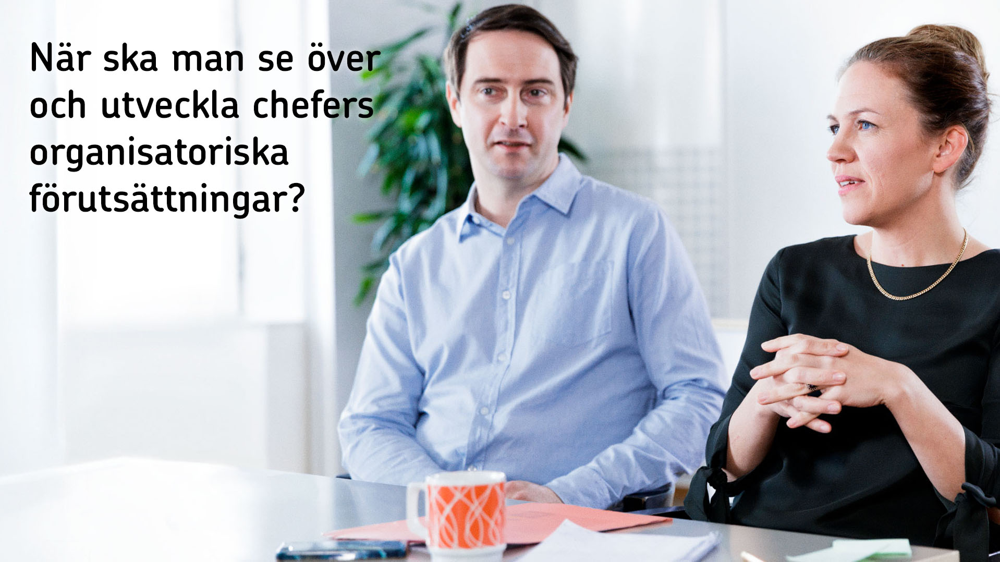 När ska man se över
och utveckla chefers
organisatoriska
förutsättningar?